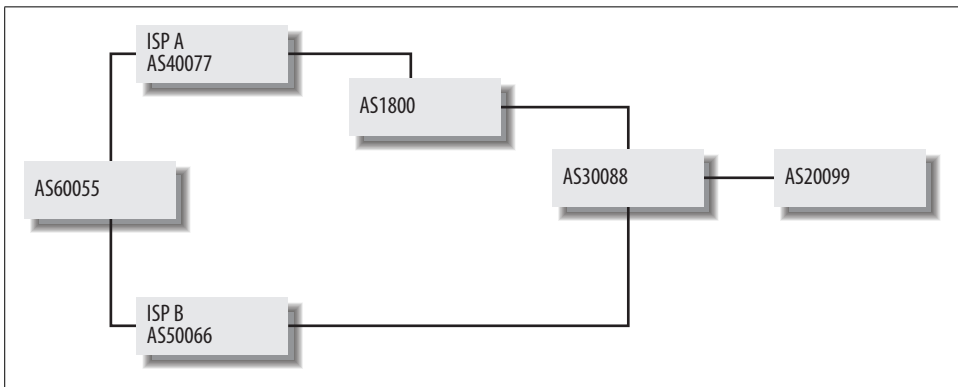 ISP A
AS40077
AS1800
AS60055
AS30088
AS20099
ISP B
AS50066